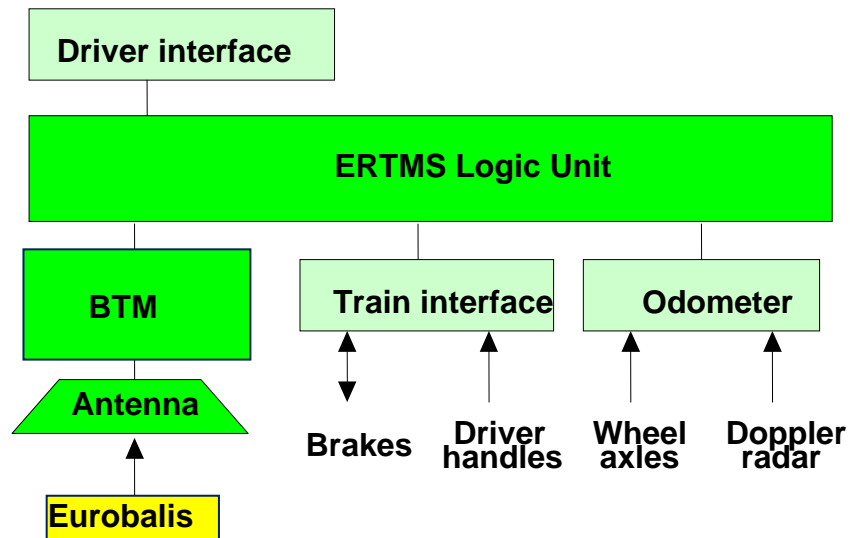 Driver interface
ERTMS Logic Unit
BTM
Train interface
Odometer
Antenna
Brakes
Driver
handles
Wheel
axles
Doppler
radar
Eurobalis